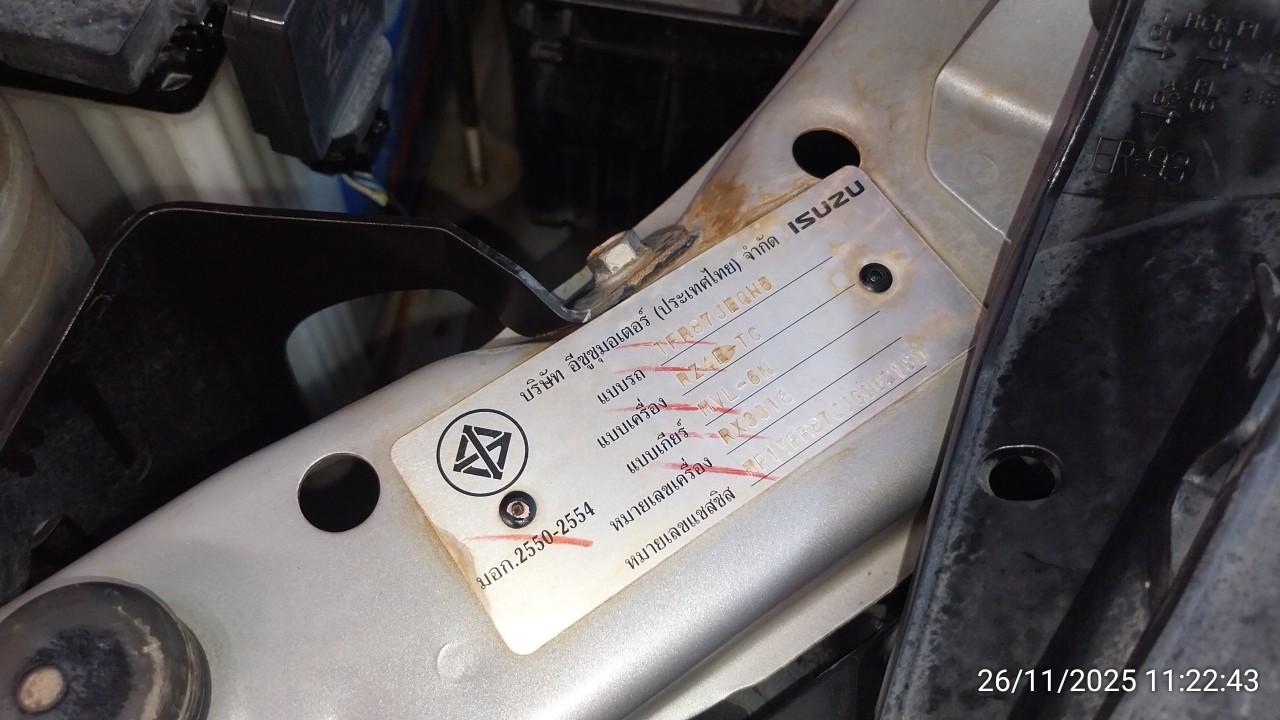 ISUZU
บริษัท อีซูซุมอเตอร์ (ประเทศไทย) จำกัด
แบบรถ TFR87JEQH5
แบบเครื่อง RZ4E-TC
แบบเกียร์ MVL-6N
หมายเลขเครื่อง RX3316
หมายเลขแชสซิส
มอก.2550-2554
ER-99
26/11/2025 11:22:43